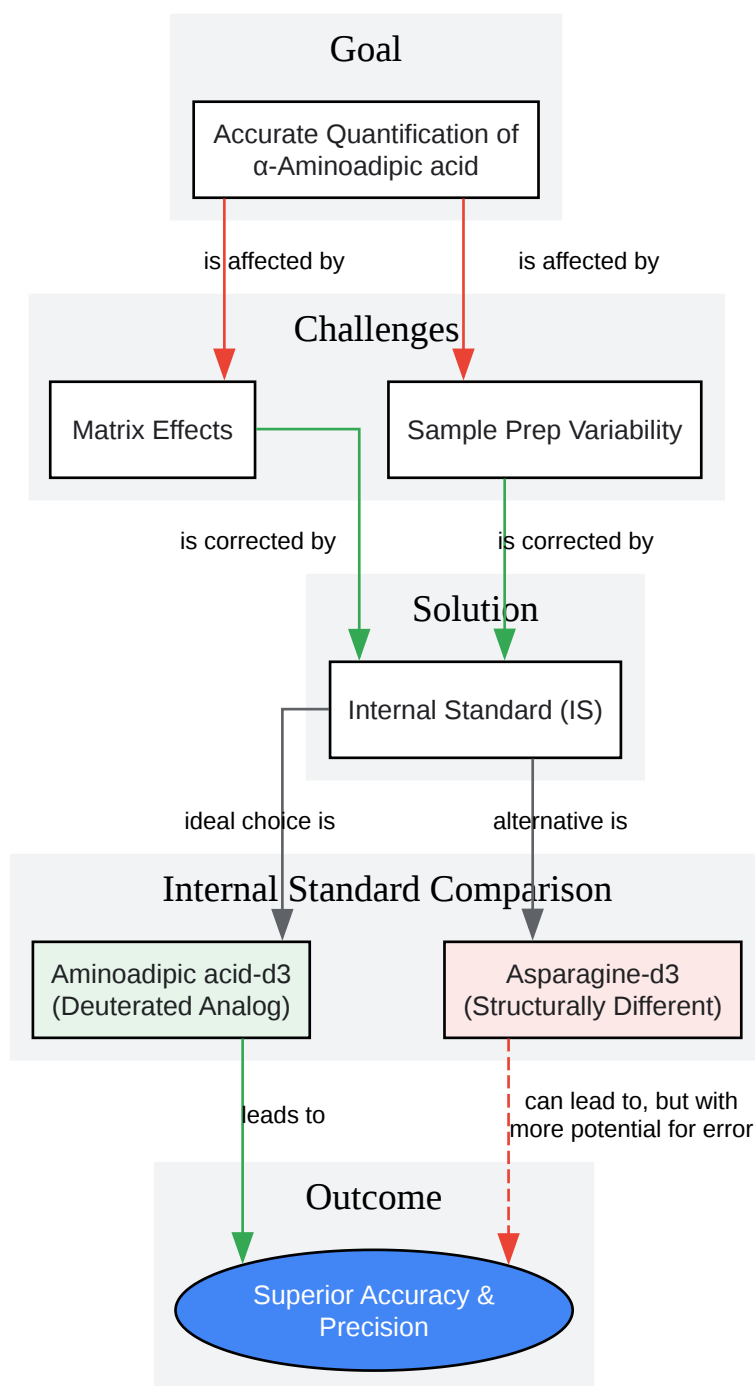 Goal
Accurate Quantification of
α-Aminoadipic acid
is affected by
is affected by
Challenges
Matrix Effects
Sample Prep Variability
is corrected by
is corrected by
Solution
Internal Standard (IS)
ideal choice is
alternative is
Internal Standard Comparison
Aminoadipic acid-d3
(Deuterated Analog)
Asparagine-d3
(Structurally Different)
leads to
can lead to, but with
more potential for error
Outcome
Superior Accuracy &
Precision